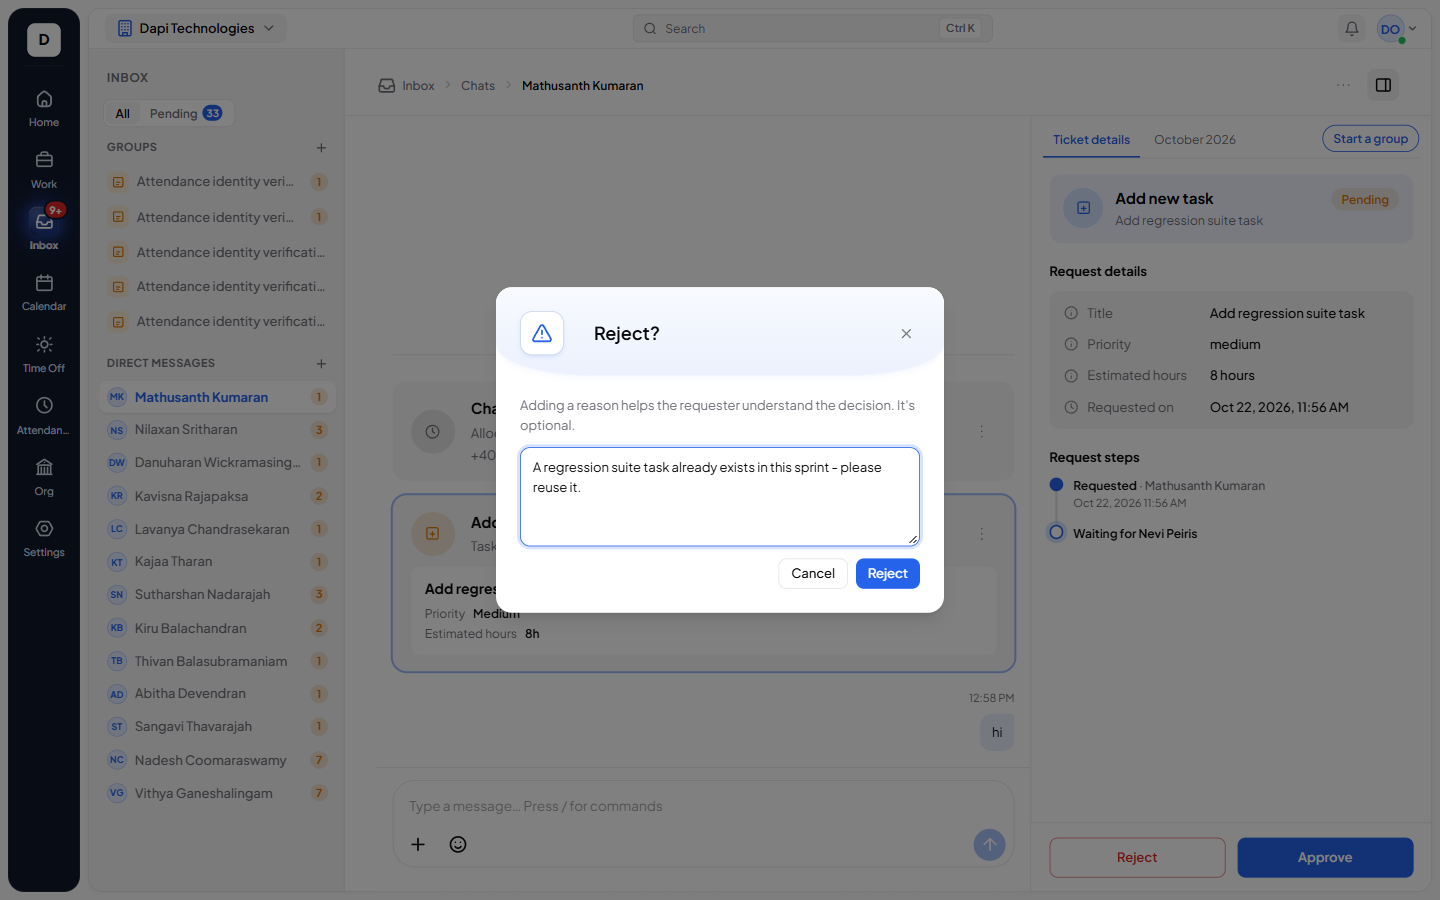 D
Home
Work
9+
Inbox
Calendar
Time Off
Attendan...
Org
Settings
Dapi Technologies
Search
Ctrl K
DO
INBOX
All
Pending 33
GROUPS
Attendance identity veri... 1
Attendance identity veri... 1
Attendance identity verificati...
Attendance identity verificati...
Attendance identity verificati...
DIRECT MESSAGES
MK Mathusanth Kumaran 1
NS Nilaxan Sritharan 3
DW Danuharan Wickramasing... 1
KR Kavisna Rajapaksa 2
LC Lavanya Chandrasekaran 1
KT Kajaa Tharan 1
SN Sutharshan Nadarajah 3
KB Kiru Balachandran 2
TB Thivan Balasubramaniam 1
AD Abitha Devendran 1
ST Sangavi Thavarajah 1
NC Nadesh Coomaraswamy 7
VG Vithya Ganeshalingam 7
Inbox
Chats
Mathusanth Kumaran
Cha
Allo
+40
Add
Task
Add regres
Priority Medium
Estimated hours 8h
12:58 PM
hi
Type a message... Press / for commands
Reject?
Adding a reason helps the requester understand the decision. It's
optional.
A regression suite task already exists in this sprint - please
reuse it.
Cancel
Reject
Ticket details
October 2026
Start a group
Add new task
Pending
Add regression suite task
Request details
Title Add regression suite task
Priority medium
Estimated hours 8 hours
Requested on Oct 22, 2026, 11:56 AM
Request steps
Requested · Mathusanth Kumaran
Oct 22, 2026 11:56 AM
Waiting for Nevi Peiris
Reject
Approve